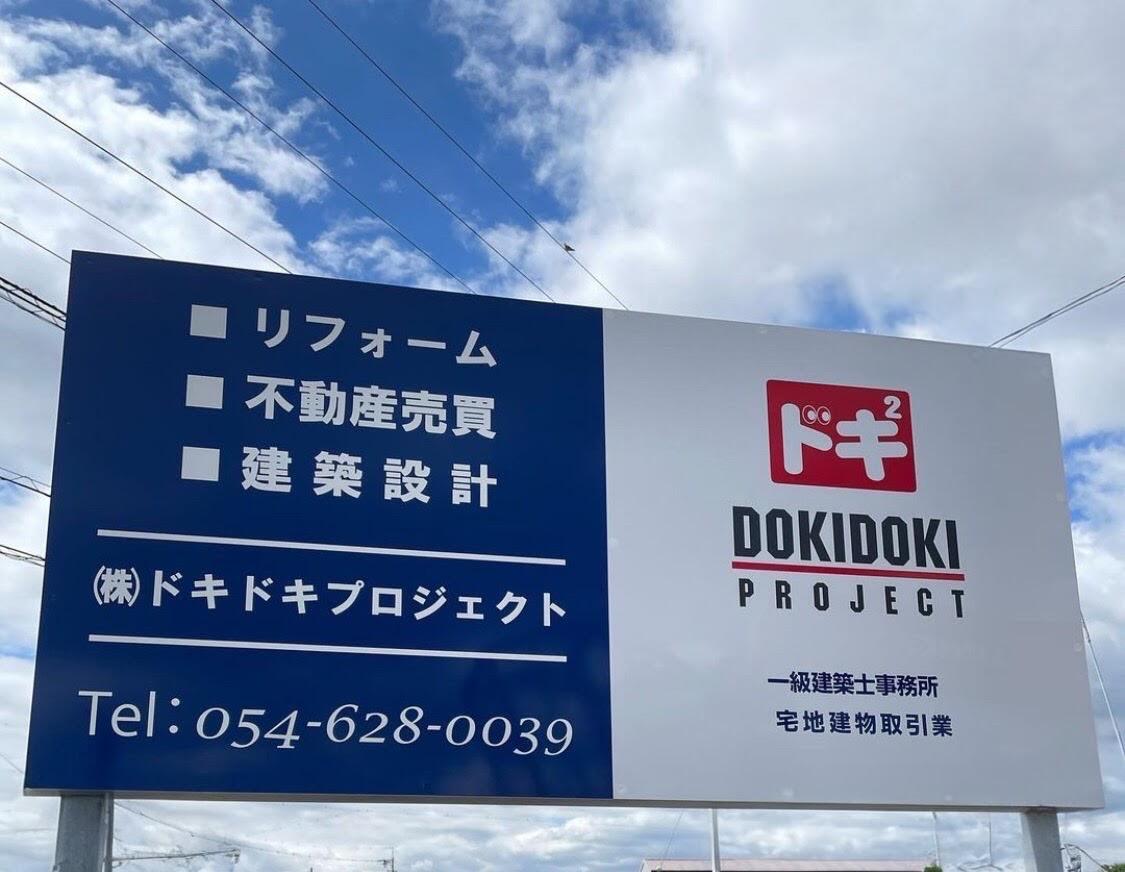 ■ リフォーム
■ 不動産売買
■ 建築設計
㈱ドキドキプロジェクト
Tel：054-628-0039
ドキ²
DOKIDOKI
PROJECT
一級建築士事務所
宅地建物取引業